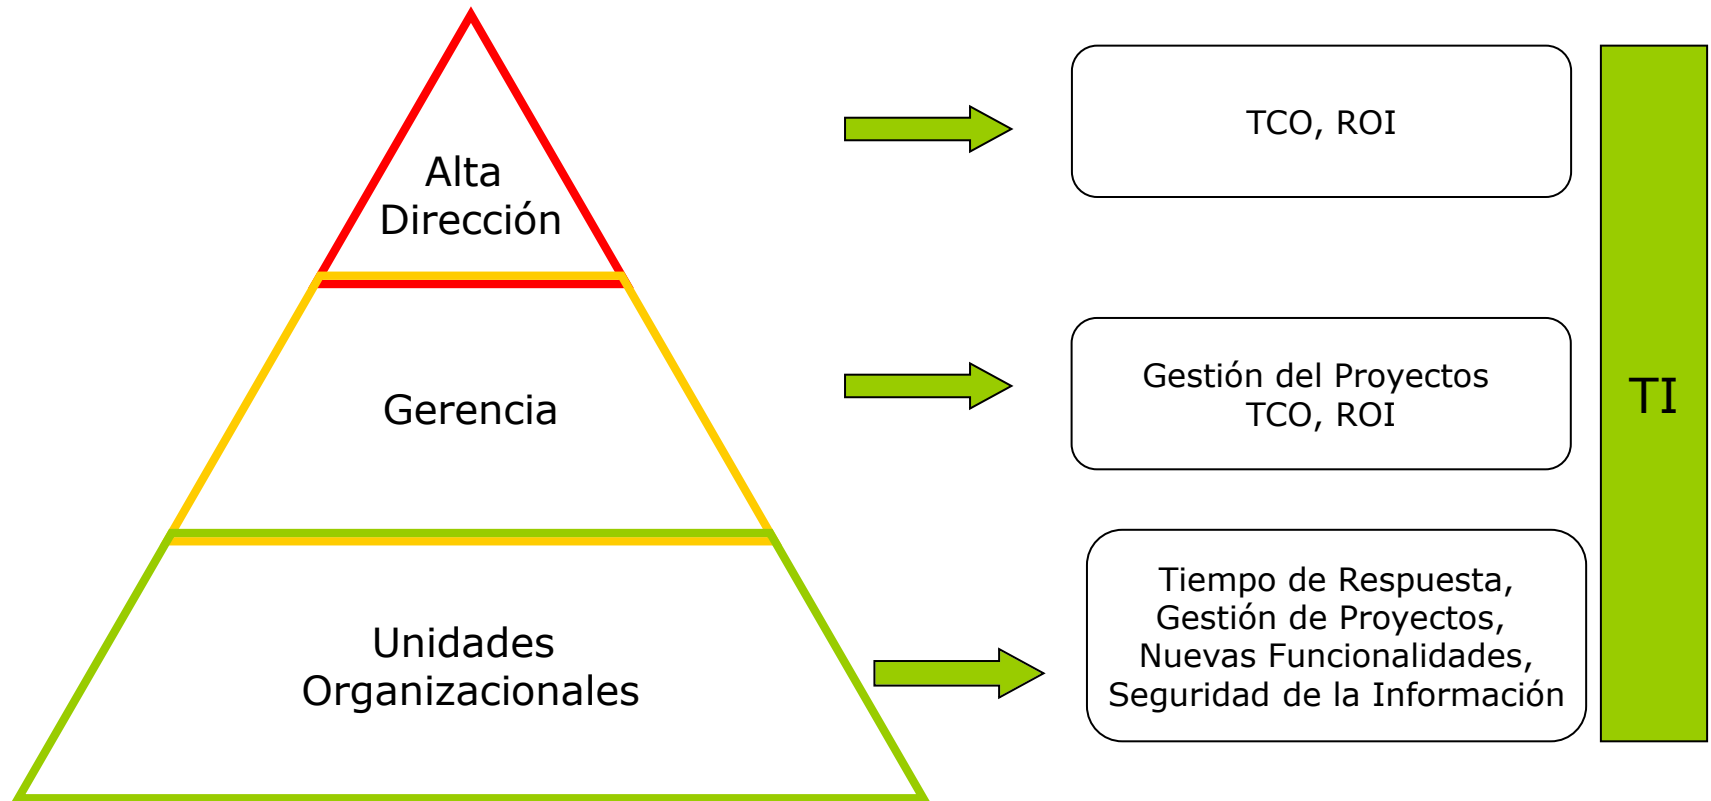 Alta
Dirección
TCO, ROI
Gerencia
Gestión del Proyectos
TCO, ROI
TI
Unidades
Organizacionales
Tiempo de Respuesta,
Gestión de Proyectos,
Nuevas Funcionalidades,
Seguridad de la Información